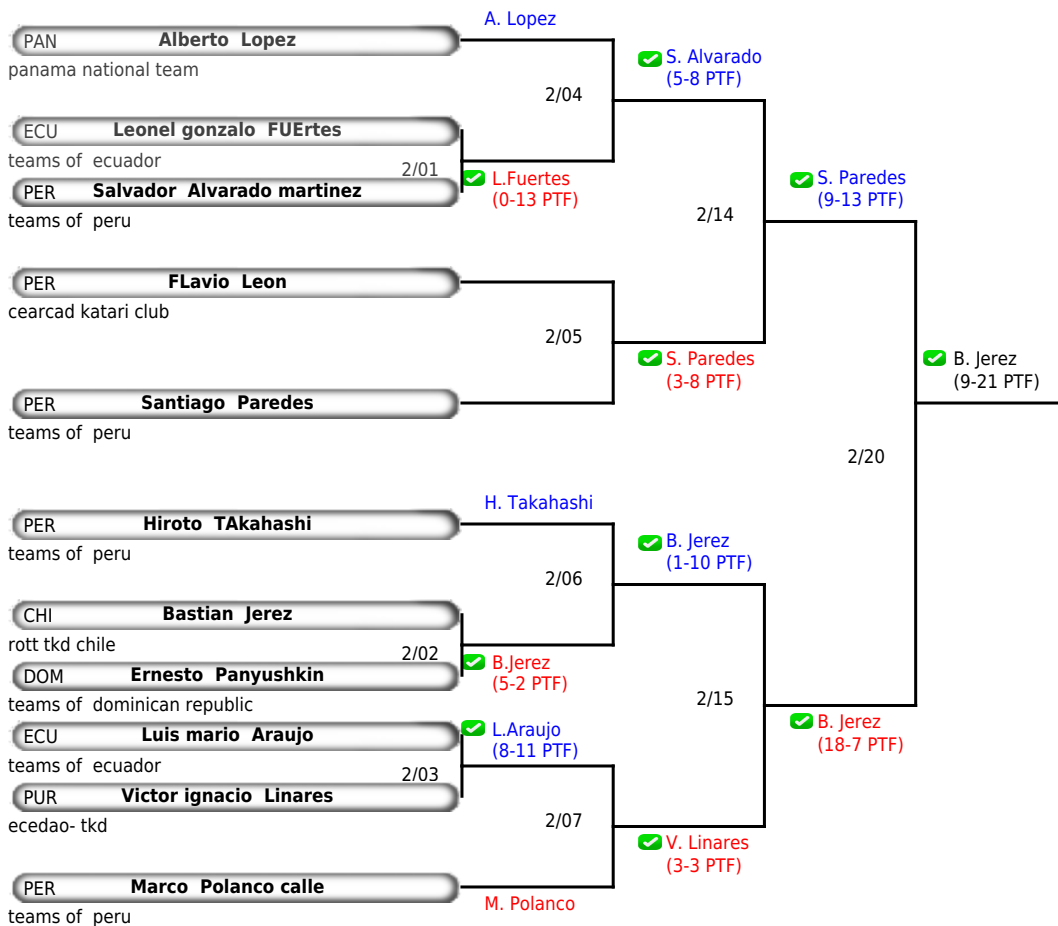 A. Lopez
PAN Alberto Lopez
panama national team
2/04
S. Alvarado
(5-8 PTF)
ECU Leonel gonzalo FUErtes
teams of ecuador
2/01
PER Salvador Alvarado martinez
teams of peru
L.Fuertes
(0-13 PTF)
2/14
S. Paredes
(9-13 PTF)
PER FLavio Leon
cearcad katari club
2/05
S. Paredes
(3-8 PTF)
PER Santiago Paredes
teams of peru
B. Jerez
(9-21 PTF)
2/20
H. Takahashi
PER Hiroto TAkahashi
teams of peru
2/06
B. Jerez
(1-10 PTF)
CHI Bastian Jerez
rott tkd chile
2/02
DOM Ernesto Panyushkin
teams of dominican republic
B.Jerez
(5-2 PTF)
2/15
B. Jerez
(18-7 PTF)
ECU Luis mario Araujo
teams of ecuador
2/03
PUR Victor ignacio Linares
ecedao- tkd
L.Araujo
(8-11 PTF)
2/07
V. Linares
(3-3 PTF)
PER Marco Polanco calle
teams of peru
M. Polanco